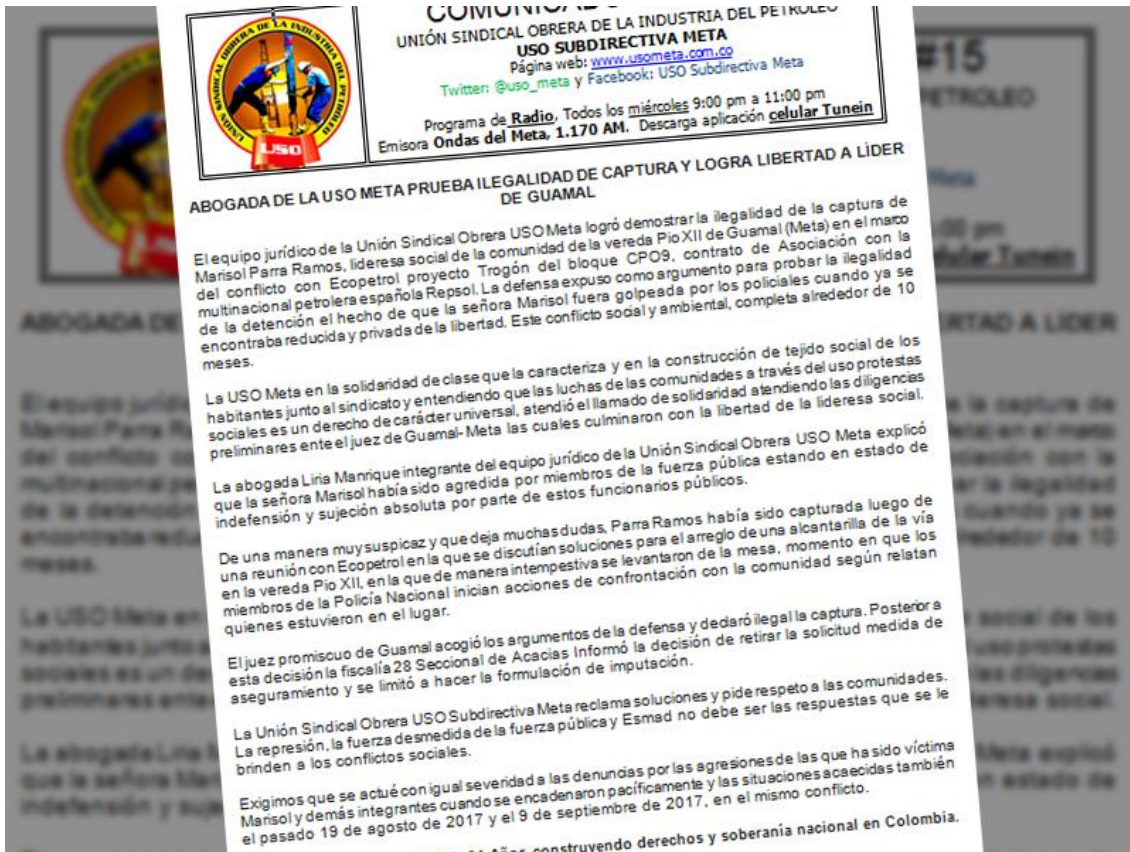 COMUNICADO
UNIÓN SINDICAL OBRERA DE LA INDUSTRIA DEL PETROLEO
USO SUBDIRECTIVA META
Página web: www.usometa.com.co
Twitter: @uso_meta y Facebook: USO Subdirectiva Meta
Programa de Radio, Todos los miércoles 9:00 pm a 11:00 pm
Emisora Ondas del Meta, 1.170 AM. Descarga aplicación celular Tunein
UNIÓN SINDICAL OBRERA DE LA INDUSTRIA DEL PETROLEO
USO
#15
ABOGADA DE LA USO META PRUEBA ILEGALIDAD DE CAPTURA Y LOGRA LIBERTAD A LÌDER
DE GUAMAL
El equipo jurídico de la Unión Sindical Obrera USO Meta logró demostrar la ilegalidad de la captura de
Marisol Parra Ramos, lideresa social de la comunidad de la vereda Pio XII de Guamal (Meta) en el marco
del conflicto con Ecopetrol proyecto Trogón del bloque CPO9, contrato de Asociación con la
multinacional petrolera española Repsol. La defensa expuso como argumento para probar la ilegalidad
de la detención el hecho de que la señora Marisol fuera golpeada por los policiales cuando ya se
encontraba reducida y privada de la libertad. Este conflicto social y ambiental, completa alrededor de 10
meses.
La USO Meta en la solidaridad de clase que la caracteriza y en la construcción de tejido social de los
habitantes junto al sindicato y entendiendo que las luchas de las comunidades a través del uso protestas
sociales es un derecho de carácter universal, atendió el llamado de solidaridad atendiendo las diligencias
preliminares ente el juez de Guamal- Meta las cuales culminaron con la libertad de la lideresa social.
La abogada Liria Manrique integrante del equipo jurídico de la Unión Sindical Obrera USO Meta explicó
que la señora Marisol había sido agredida por miembros de la fuerza pública estando en estado de
indefensión y sujeción absoluta por parte de estos funcionarios públicos.
De una manera muy suspicaz y que deja muchas dudas, Parra Ramos había sido capturada luego de
una reunión con Ecopetrol en la que se discutían soluciones para el arreglo de una alcantarilla de la vía
en la vereda Pio XII, en la que de manera intempestiva se levantaron de la mesa, momento en que los
miembros de la Policía Nacional inician acciones de confrontación con la comunidad según relatan
quienes estuvieron en el lugar.
El juez promiscuo de Guamal acogió los argumentos de la defensa y declaró ilegal la captura. Posterior a
esta decisión la fiscalía 28 Seccional de Acacias Informó la decisión de retirar la solicitud medida de
aseguramiento y se limitó a hacer la formulación de imputación.
La Unión Sindical Obrera USO Subdirectiva Meta reclama soluciones y pide respeto a las comunidades.
La represión, la fuerza desmedida de la fuerza pública y Esmad no debe ser las respuestas que se le
brinden a los conflictos sociales.
Exigimos que se actué con igual severidad a las denuncias por las agresiones de las que ha sido víctima
Marisol y demás integrantes cuando se encadenaron pacíficamente y las situaciones acaecidas también
el pasado 19 de agosto de 2017 y el 9 de septiembre de 2017, en el mismo conflicto.
Años, construyendo derechos y soberanía nacional en Colombia.